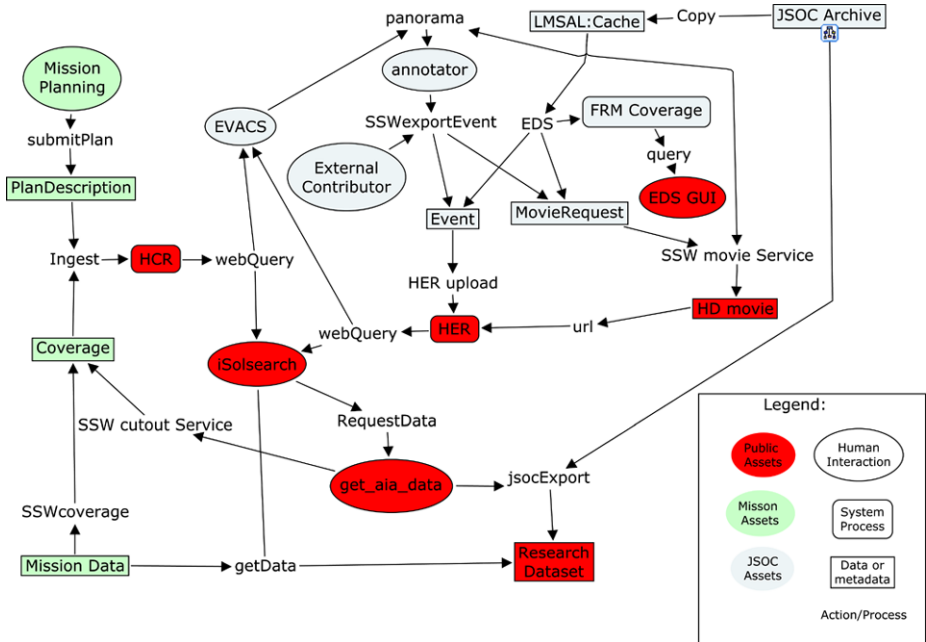 panorama
LMSAL:Cache
Copy
JSOC Archive
Mission
Planning
annotator
submitPlan
EVACS
SSWexportEvent
EDS
FRM Coverage
External
Contributor
query
PlanDescription
EDS GUI
Event
MovieRequest
Ingest
HCR
webQuery
SSW movie Service
HER upload
HD movie
url
HER
webQuery
Coverage
iSolsearch
SSW cutout Service
RequestData
get_aia_data
jsocExport
SSWcoverage
Mission Data
getData
Research
Dataset
Legend:
Public
Assets
Human
Interaction
Misson
Assets
System
Process
JSOC
Assets
Data or
metadata
Action/Process